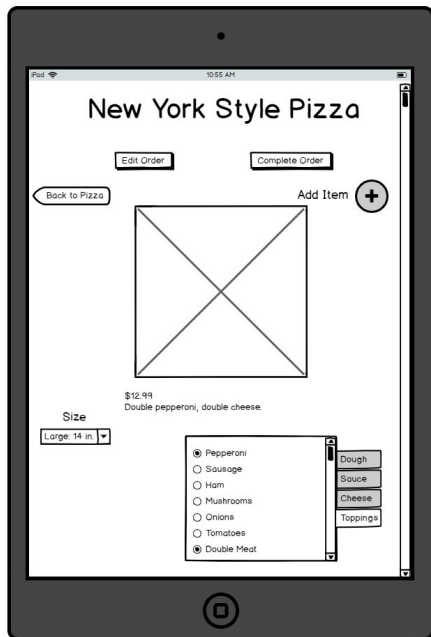 iPod
10:55 AM
New York Style Pizza
Edit Order
Complete Order
Back to Pizza
Add Item
$12.99
Double pepperoni, double cheese.
Size
Large: 14 in.
Pepperoni
Sausage
Ham
Mushrooms
Onions
Tomatoes
Double Meat
Dough
Sauce
Cheese
Toppings